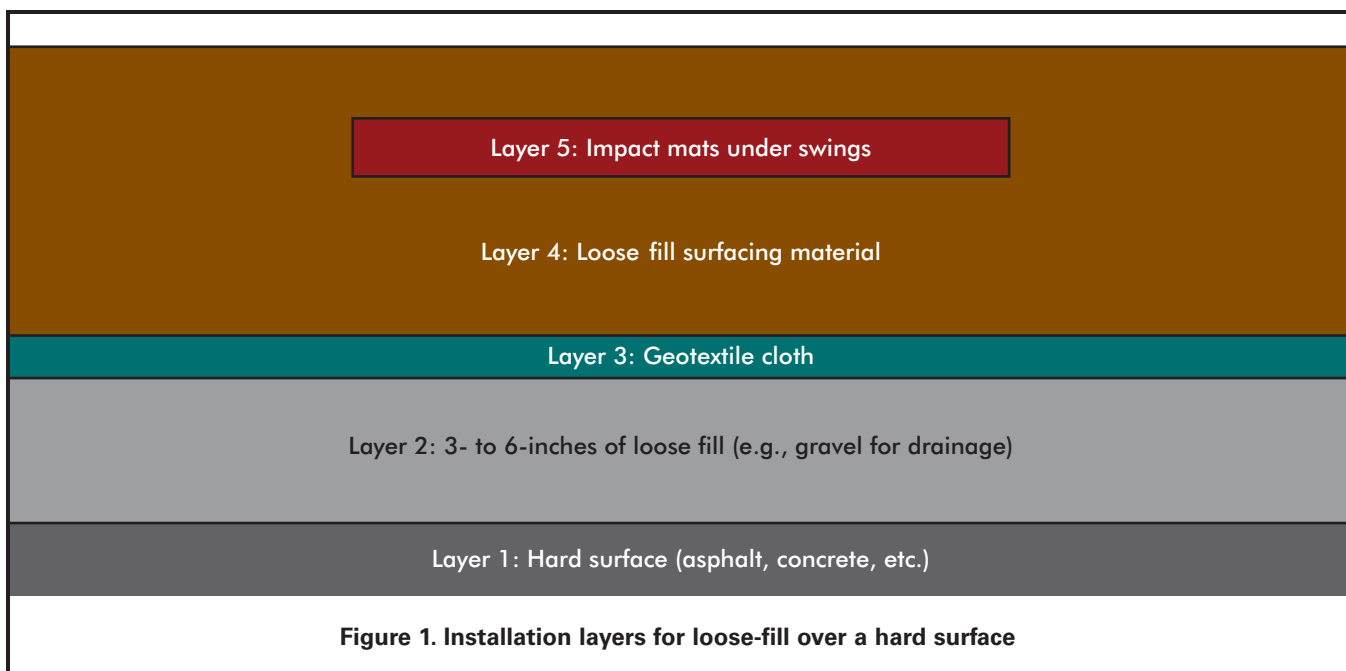 Layer 5: Impact mats under swings
Layer 4: Loose fill surfacing material
Layer 3: Geotextile cloth
Layer 2: 3- to 6-inches of loose fill (e.g., gravel for drainage)
Layer 1: Hard surface (asphalt, concrete, etc.)
Figure 1. Installation layers for loose-fill over a hard surface